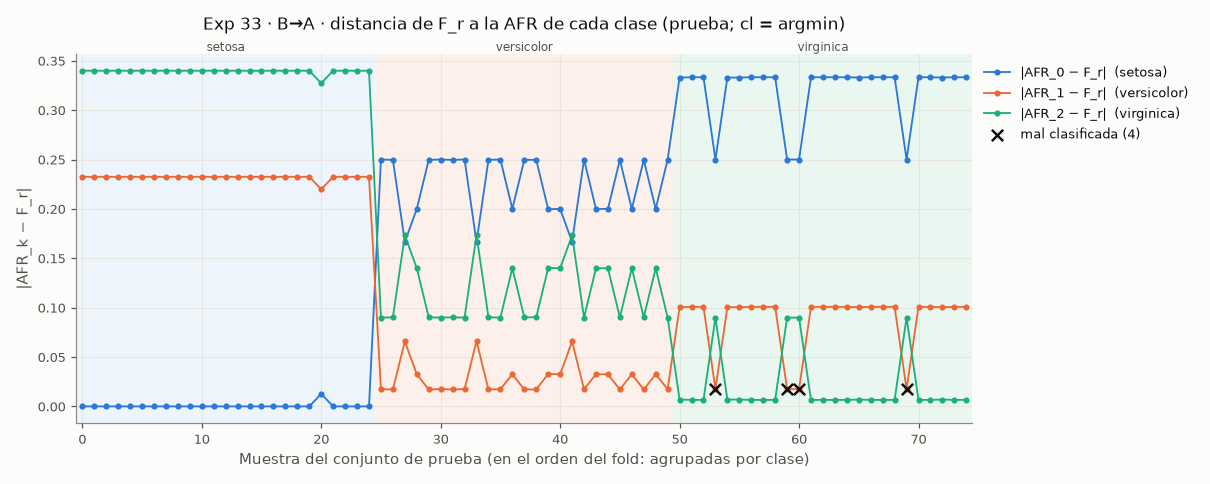 Exp 33 · B→A · distancia de F_r a la AFR de cada clase (prueba; cl = argmin)
setosa versicolor virginica
|AFR_0 − F_r| (setosa)
|AFR_1 − F_r| (versicolor)
|AFR_2 − F_r| (virginica)
mal clasificada (4)
|AFR_k − F_r|
0.35
0.30
0.25
0.20
0.15
0.10
0.05
0.00
0 10 20 30 40 50 60 70
Muestra del conjunto de prueba (en el orden del fold: agrupadas por clase)